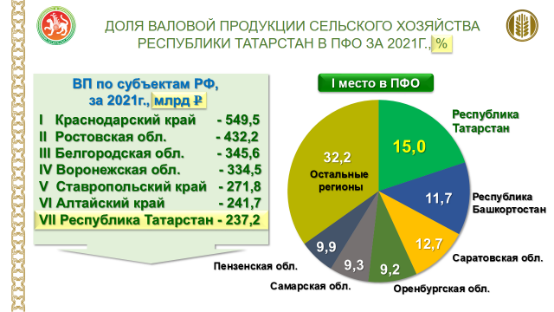 ДОЛЯ ВАЛОВОЙ ПРОДУКЦИИ СЕЛЬСКОГО ХОЗЯЙСТВА
РЕСПУБЛИКИ ТАТАРСТАН В ПФО ЗА 2021Г., %
ВП по субъектам РФ,
за 2021г., млрд ₽
I Краснодарский край - 549,5
II Ростовская обл. - 432,2
III Белгородская обл. - 345,6
IV Воронежская обл. - 334,5
V Ставропольский край - 271,8
VI Алтайский край - 241,7
VII Республика Татарстан - 237,2
I место в ПФО
Республика
Татарстан
15,0
32,2
Остальные
регионы
11,7
Республика
Башкортостан
12,7
Саратовская обл.
9,9
9,3
9,2
Пензенская обл.
Самарская обл.
Оренбургская обл.